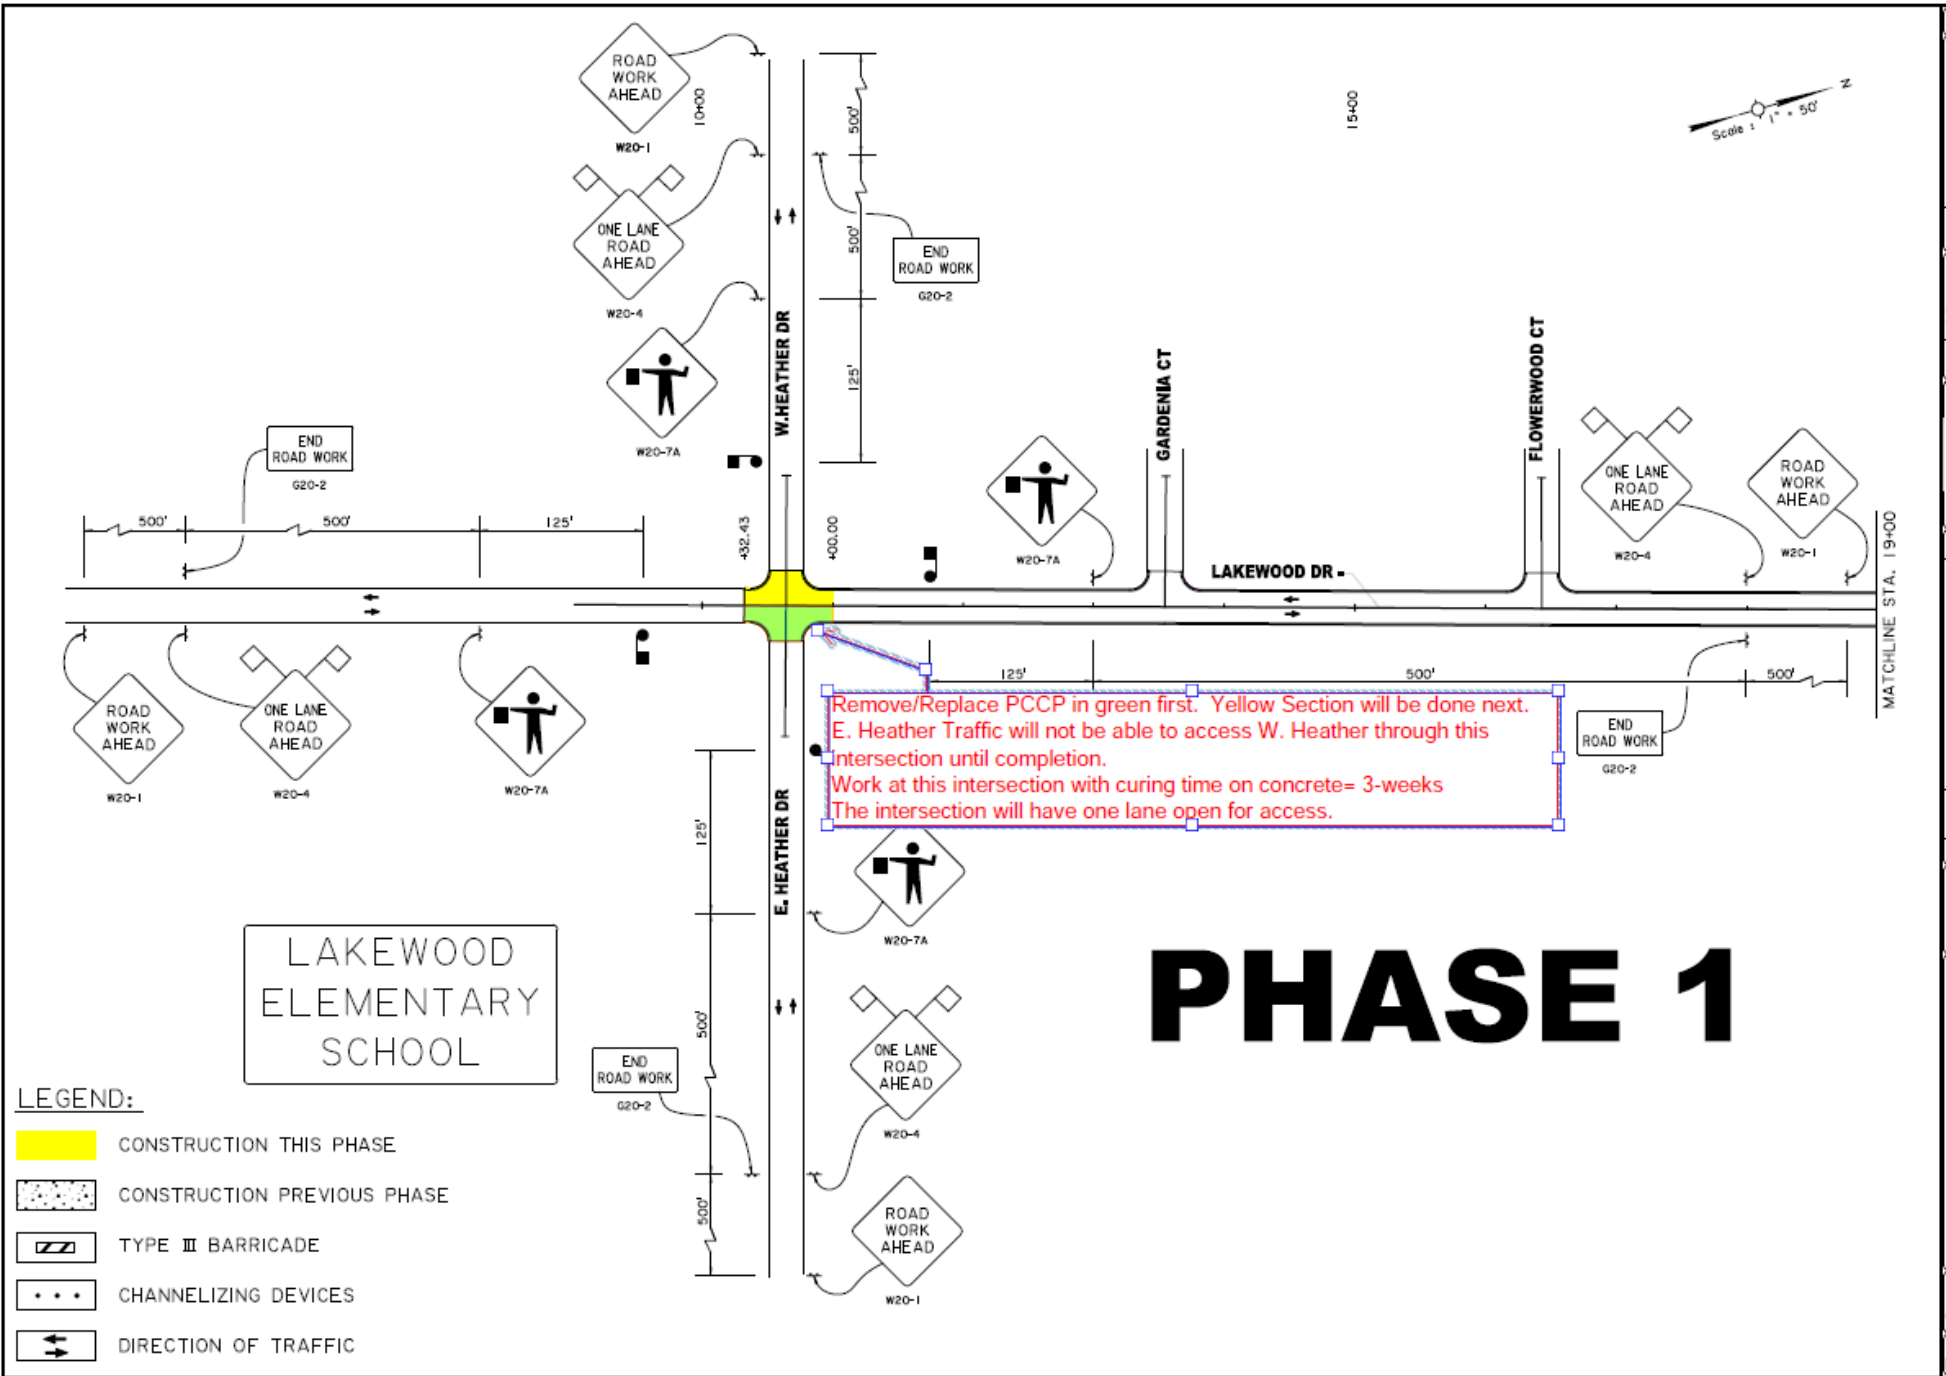 ROAD
WORK
AHEAD
W20-1
10+00
15+00
N
Scale : 1" = 50'
500'
ONE LANE
ROAD
AHEAD
W20-4
500'
END
ROAD WORK
G20-2
W20-7A
W.HEATHER DR
125'
END
ROAD WORK
G20-2
500'
500'
125'
+32.43
+00.00
W20-7A
GARDENIA CT
FLOWERWOOD CT
LAKEWOOD DR
ONE LANE
ROAD
AHEAD
W20-4
ROAD
WORK
AHEAD
W20-1
MATCHLINE STA. 19+00
125'
500'
500'
ROAD
WORK
AHEAD
W20-1
ONE LANE
ROAD
AHEAD
W20-4
W20-7A
Remove/Replace PCCP in green first. Yellow Section will be done next.
E. Heather Traffic will not be able to access W. Heather through this
intersection until completion.
Work at this intersection with curing time on concrete= 3-weeks
The intersection will have one lane open for access.
END
ROAD WORK
G20-2
125'
E. HEATHER DR
W20-7A
PHASE 1
LAKEWOOD
ELEMENTARY
SCHOOL
500'
END
ROAD WORK
G20-2
ONE LANE
ROAD
AHEAD
W20-4
500'
ROAD
WORK
AHEAD
W20-1
LEGEND:
CONSTRUCTION THIS PHASE
CONSTRUCTION PREVIOUS PHASE
TYPE III BARRICADE
CHANNELIZING DEVICES
DIRECTION OF TRAFFIC